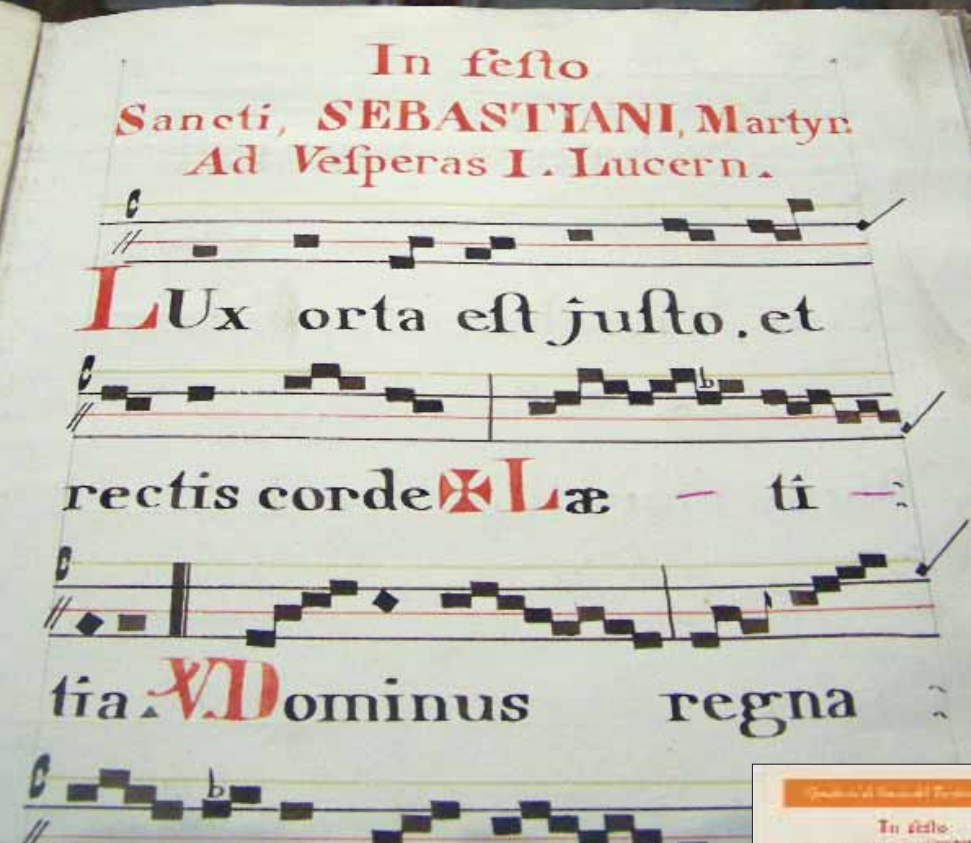 In feſto
Sancti, SEBASTIANI, Martyr.
Ad Veſperas I. Lucern.
LUx orta eſt juſto. et
rectis corde ✠ Læ - ti -
tia. ℣. Dominus regna
In feſto